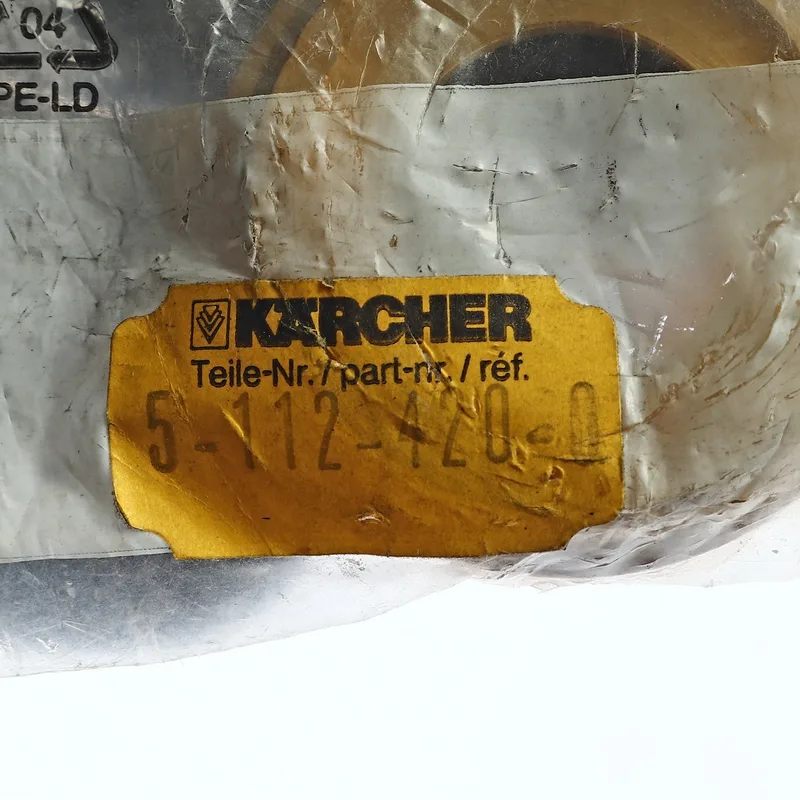 04
PE-LD
KÄRCHER
Teile-Nr. / part-nr. / réf.
5-112-420-0